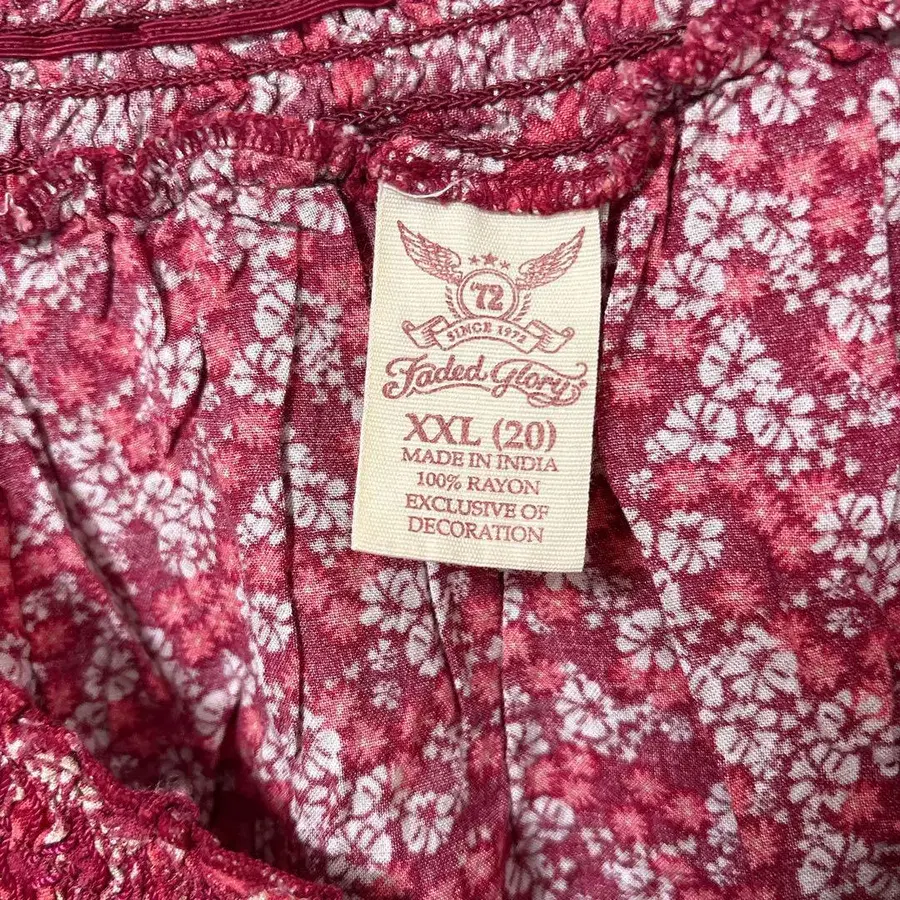 '72
SINCE 1972
Faded Glory
XXL (20)
MADE IN INDIA
100% RAYON
EXCLUSIVE OF
DECORATION